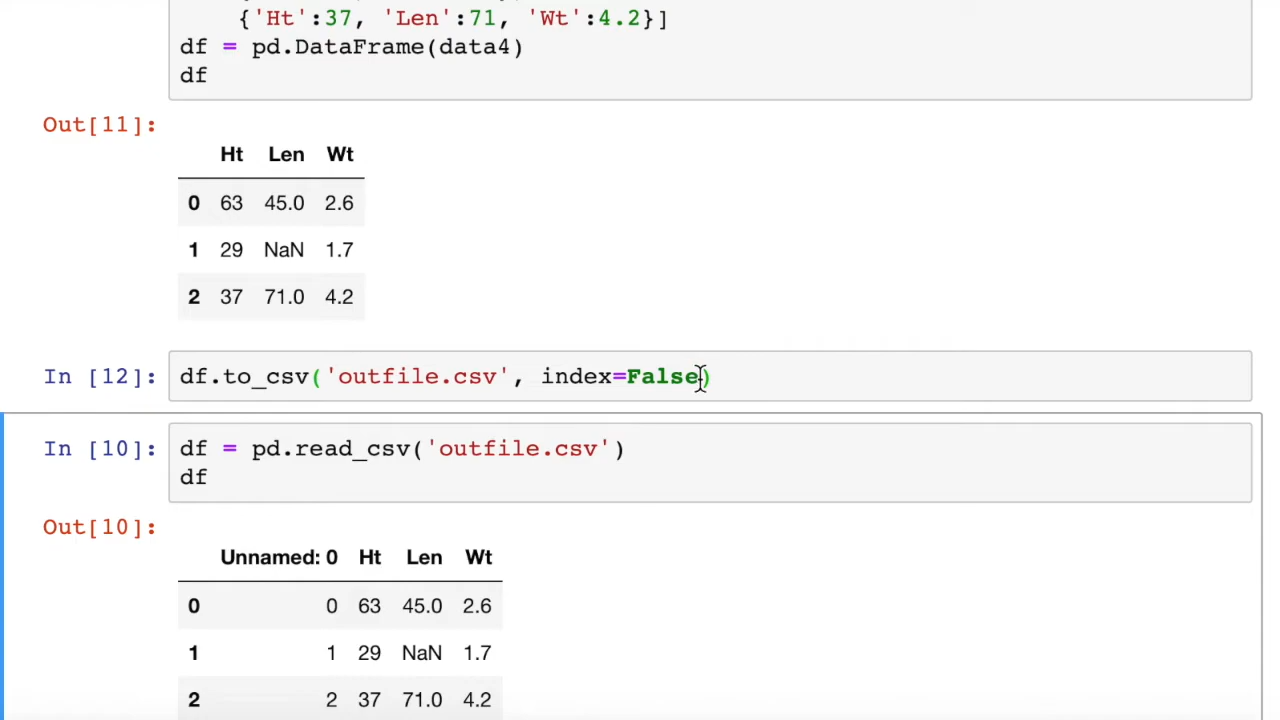 {'Ht':37, 'Len':71, 'Wt':4.2}]
df = pd.DataFrame(data4)
df
Out[11]:
Ht Len Wt
0 63 45.0 2.6
1 29 NaN 1.7
2 37 71.0 4.2
In [12]: df.to_csv('outfile.csv', index=False)
In [10]: df = pd.read_csv('outfile.csv')
df
Out[10]:
Unnamed: 0 Ht Len Wt
0 0 63 45.0 2.6
1 1 29 NaN 1.7
2 2 37 71.0 4.2